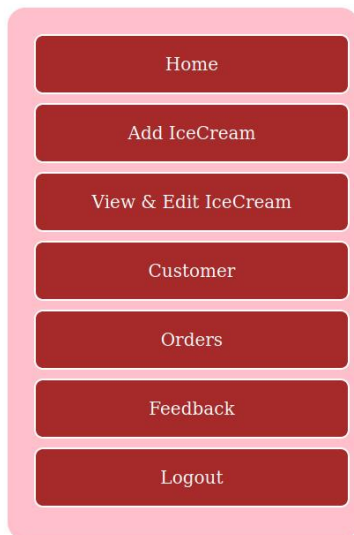 Home
Add IceCream
View & Edit IceCream
Customer
Orders
Feedback
Logout